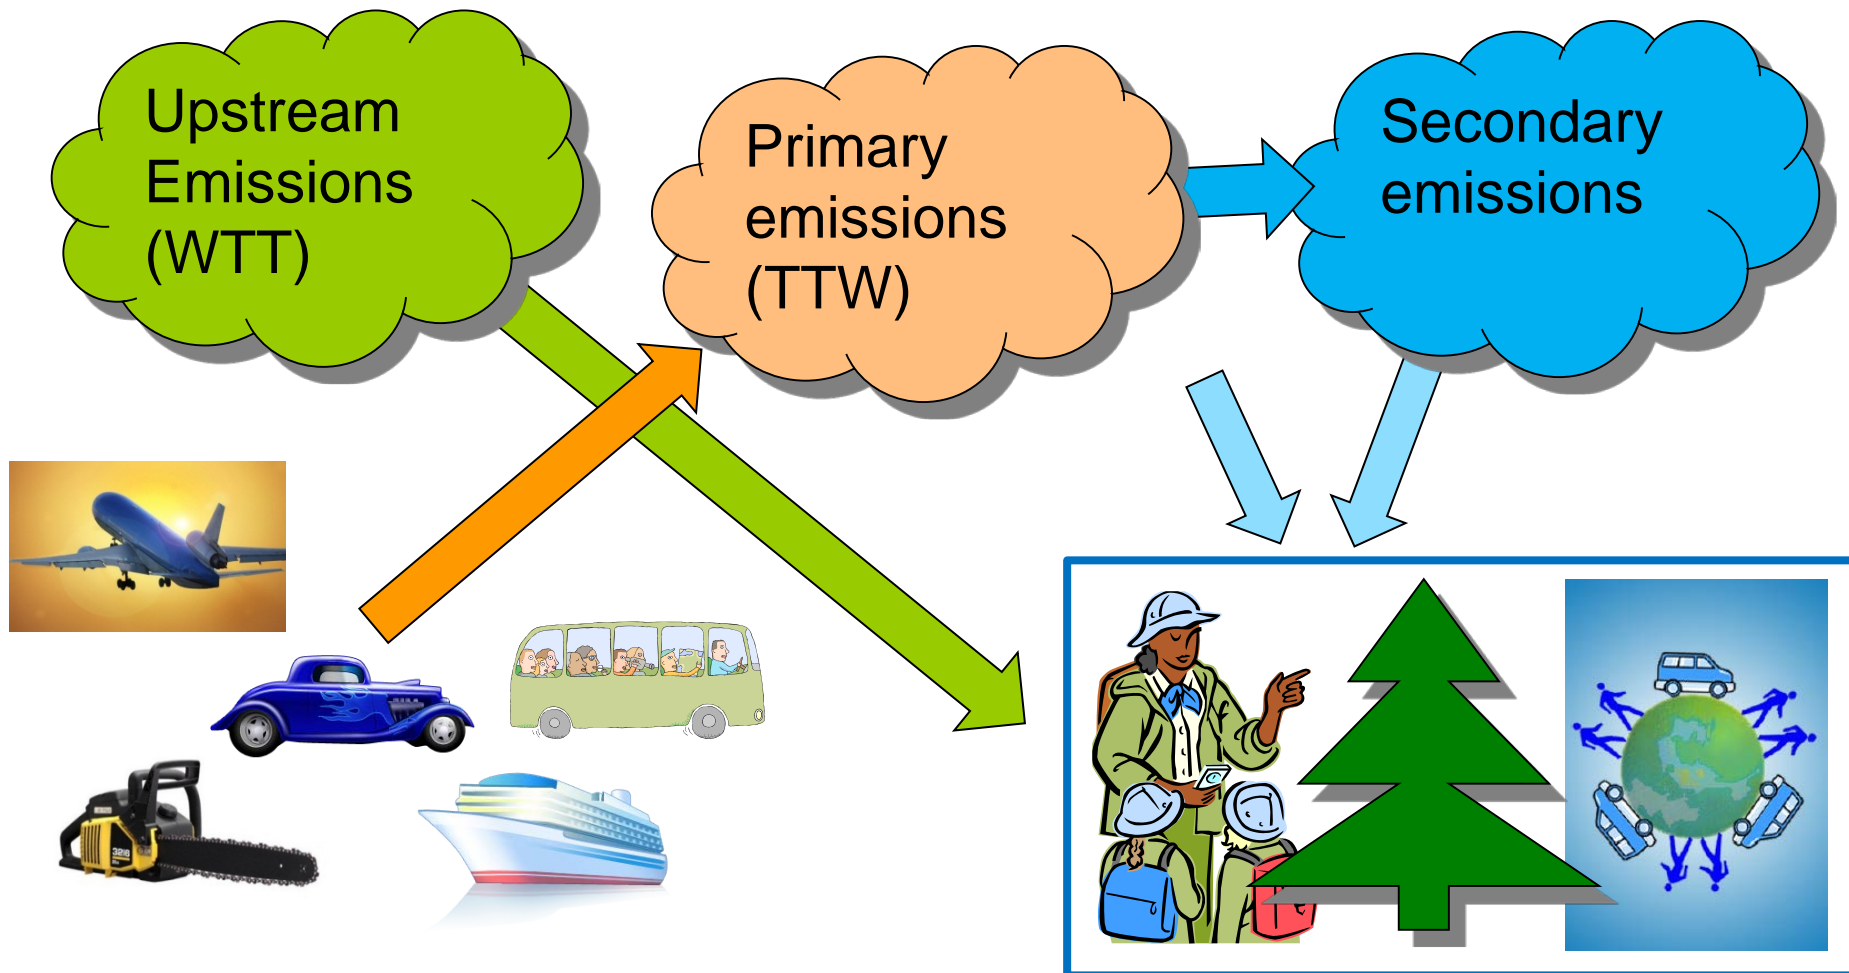 Upstream
Emissions
(WTT)
Primary
emissions
(TTW)
Secondary
emissions